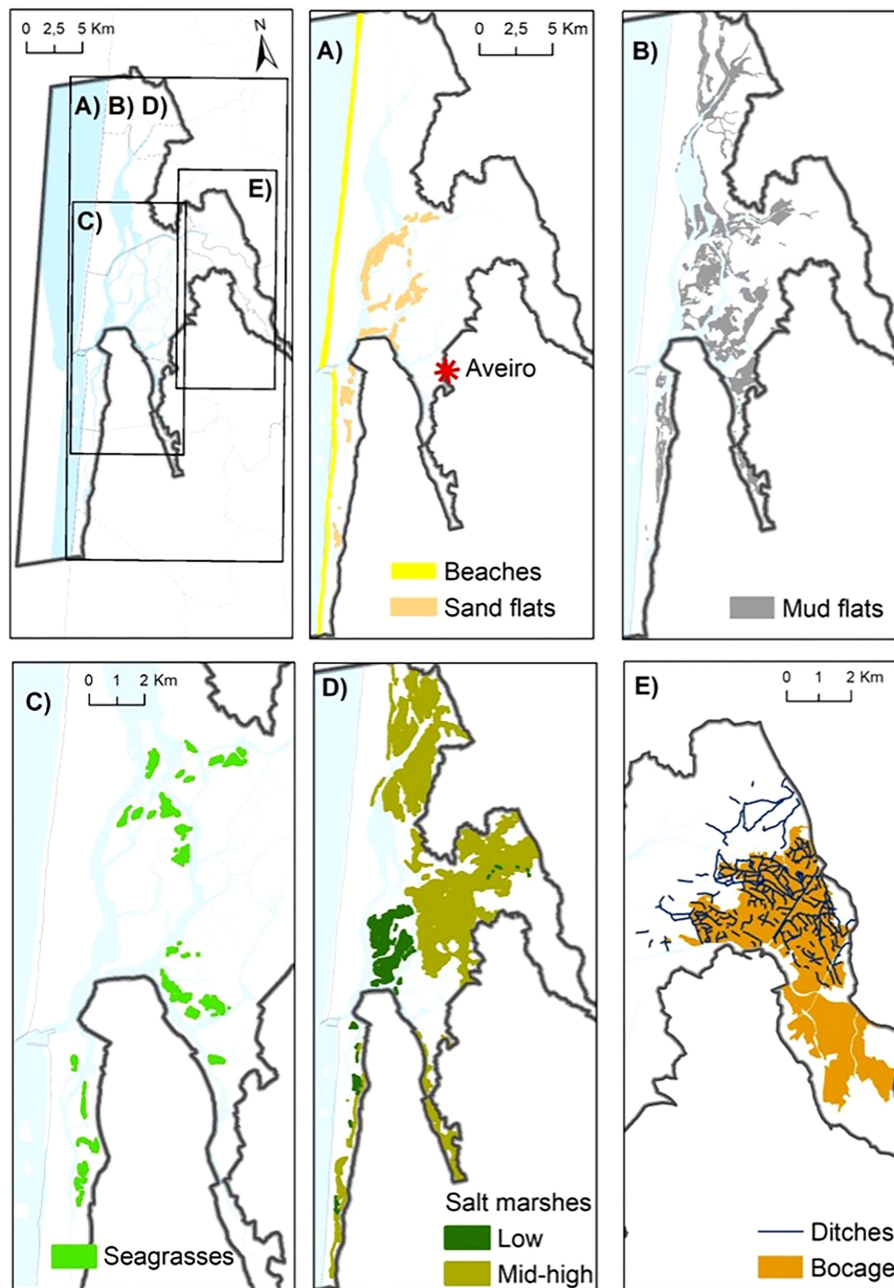 0 2,5 5 Km
N
A) B) D)
C)
E)
A)
0 2,5 5 Km
Aveiro
Beaches
Sand flats
B)
Mud flats
C)
0 1 2 Km
Seagrasses
D)
Salt marshes
Low
Mid-high
E)
0 1 2
Ditches
Bocage